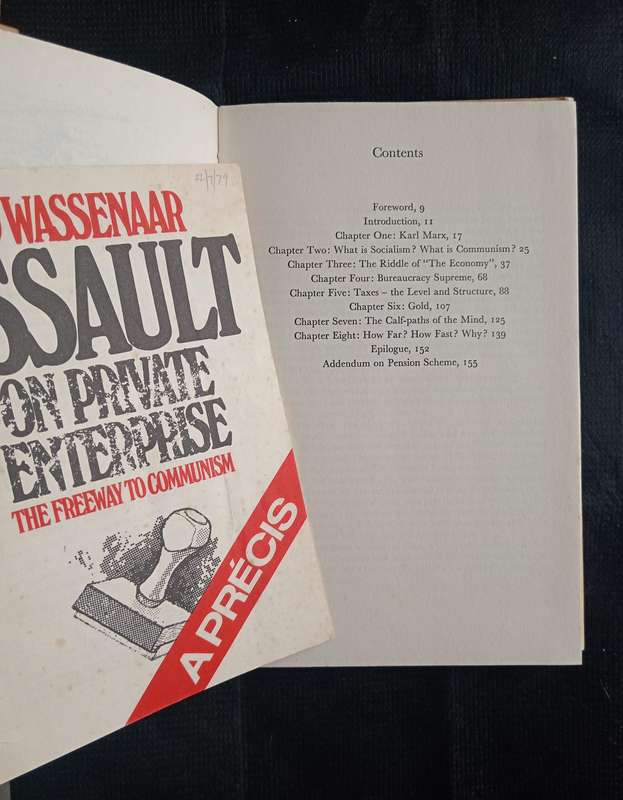 22/7/79
WASSENAAR
SSAULT
ON PRIVATE
ENTERPRISE
THE FREEWAY TO COMMUNISM
A PRÉCIS
Contents
Foreword, 9
Introduction, 11
Chapter One: Karl Marx, 17
Chapter Two: What is Socialism? What is Communism? 25
Chapter Three: The Riddle of "The Economy", 37
Chapter Four: Bureaucracy Supreme, 68
Chapter Five: Taxes – the Level and Structure, 88
Chapter Six: Gold, 107
Chapter Seven: The Calf-paths of the Mind, 125
Chapter Eight: How Far? How Fast? Why? 139
Epilogue, 152
Addendum on Pension Scheme, 155